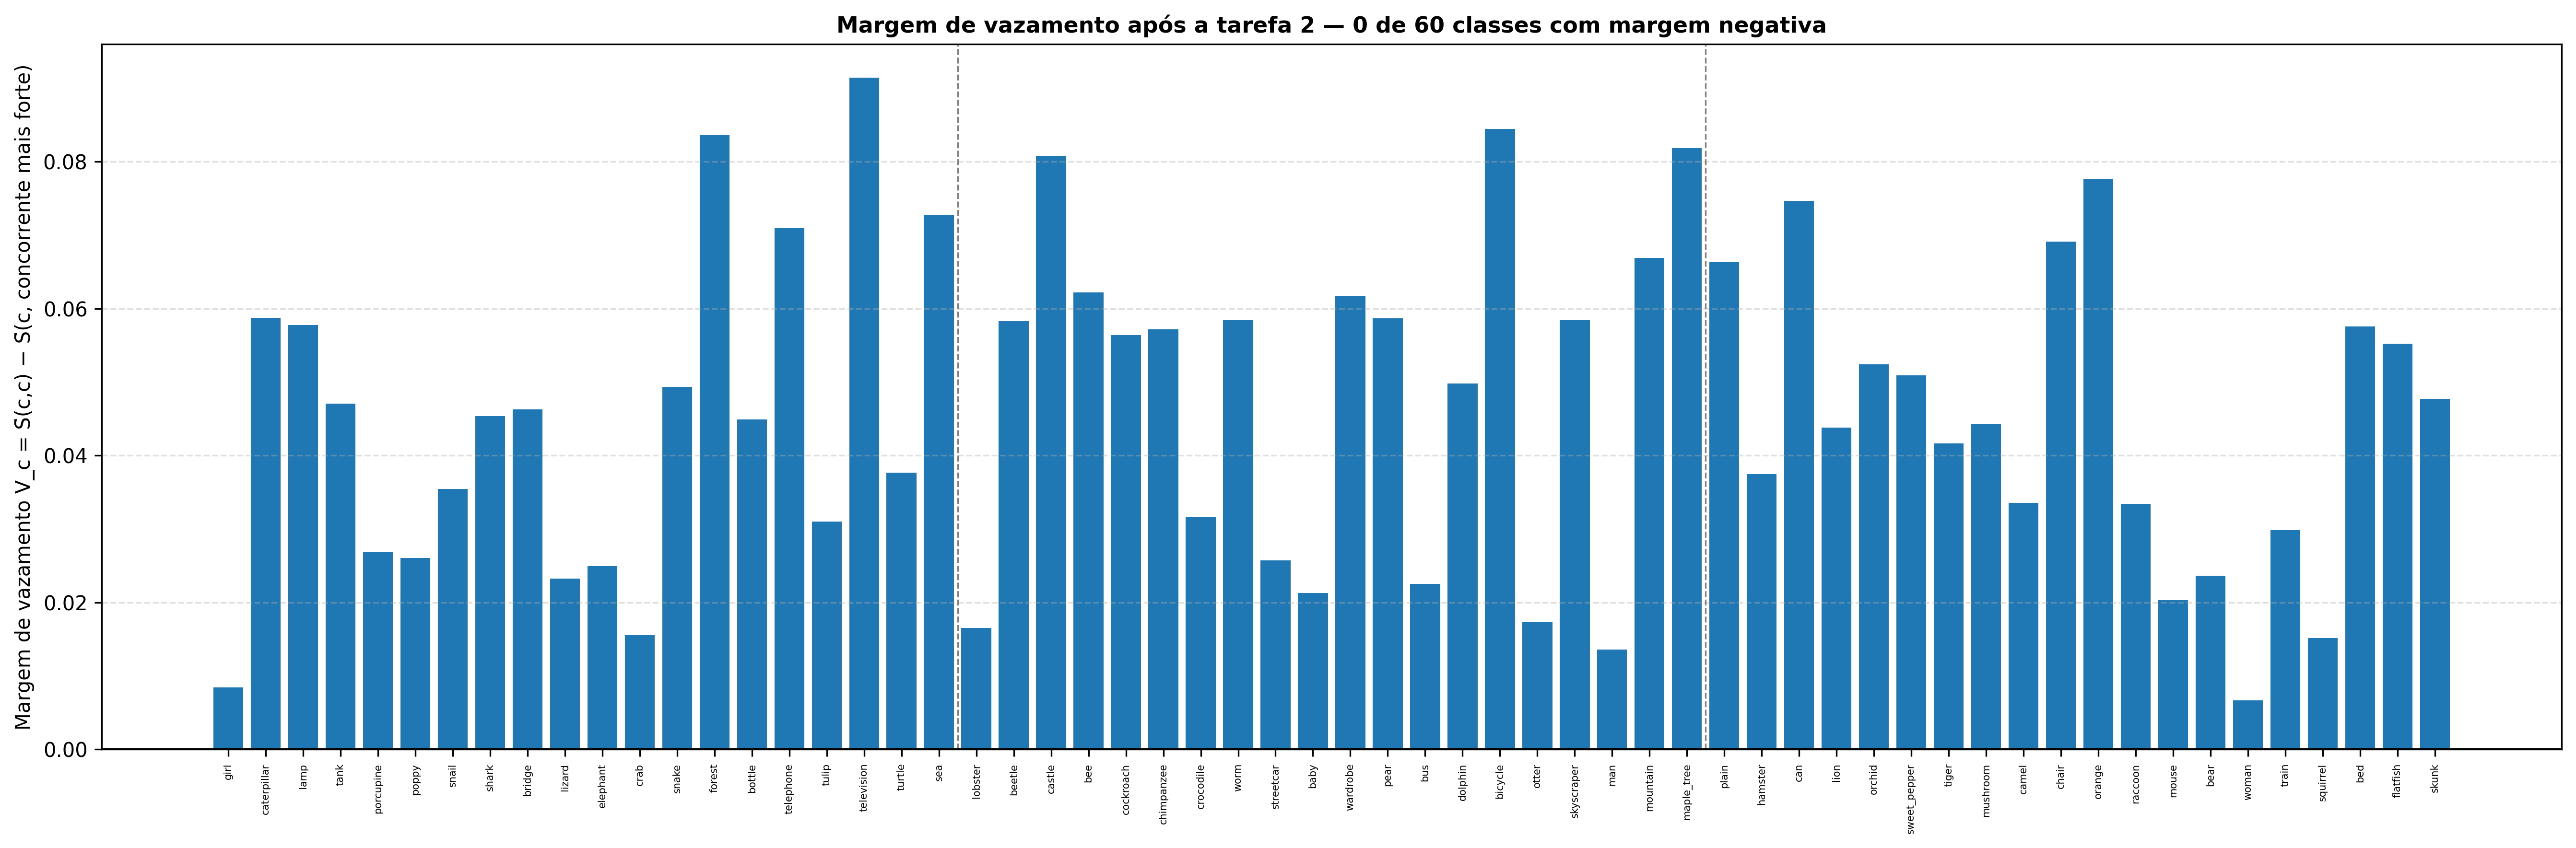 Margem de vazamento após a tarefa 2 — 0 de 60 classes com margem negativa
Margem de vazamento V_c = S(c,c) − S(c, concorrente mais forte)
0.08
0.06
0.04
0.02
0.00
girl
caterpillar
lamp
tank
porcupine
poppy
snail
shark
bridge
lizard
elephant
crab
snake
forest
bottle
telephone
tulip
television
turtle
sea
lobster
beetle
castle
bee
cockroach
chimpanzee
crocodile
worm
streetcar
baby
wardrobe
pear
bus
dolphin
bicycle
otter
skyscraper
man
mountain
maple_tree
plain
hamster
can
lion
orchid
sweet_pepper
tiger
mushroom
camel
chair
orange
raccoon
mouse
bear
woman
train
squirrel
bed
flatfish
skunk